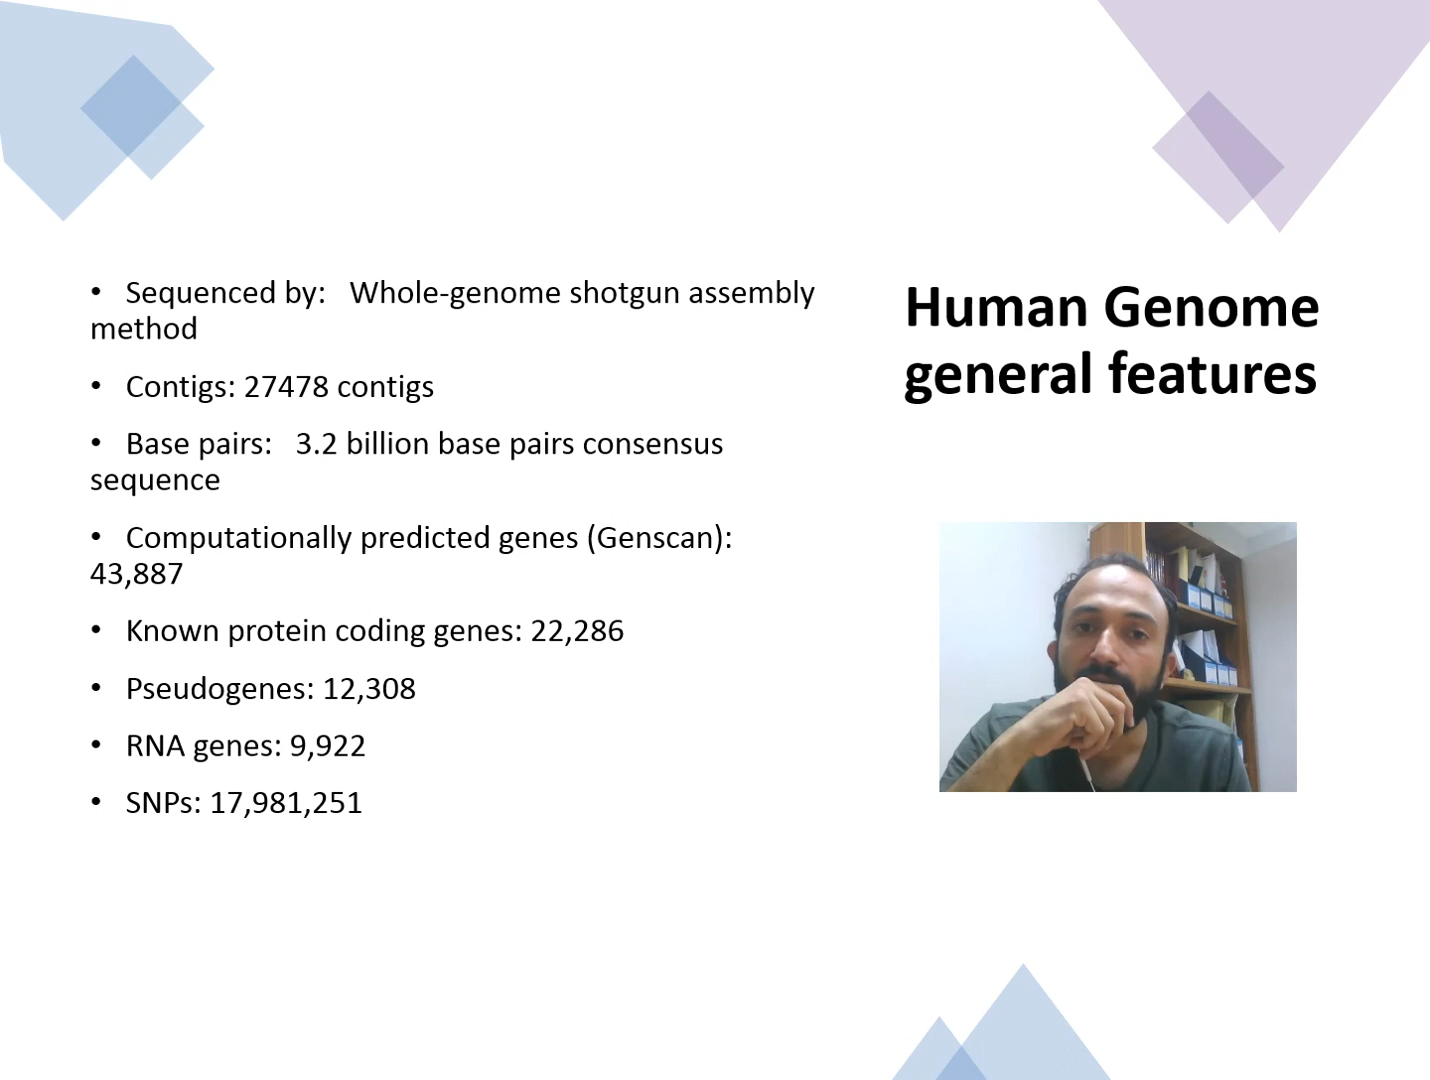 Human Genome
general features
• Sequenced by: Whole-genome shotgun assembly
method
• Contigs: 27478 contigs
• Base pairs: 3.2 billion base pairs consensus
sequence
• Computationally predicted genes (Genscan):
43,887
• Known protein coding genes: 22,286
• Pseudogenes: 12,308
• RNA genes: 9,922
• SNPs: 17,981,251